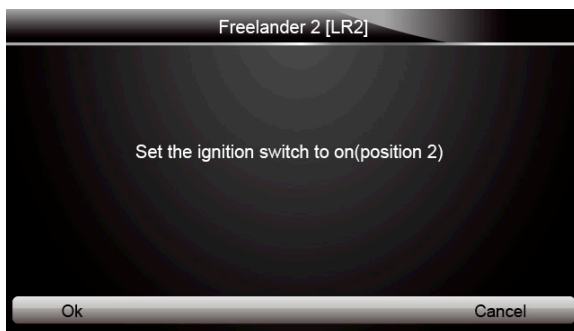 Freelander 2 [LR2]
Set the ignition switch to on(position 2)
Ok Cancel